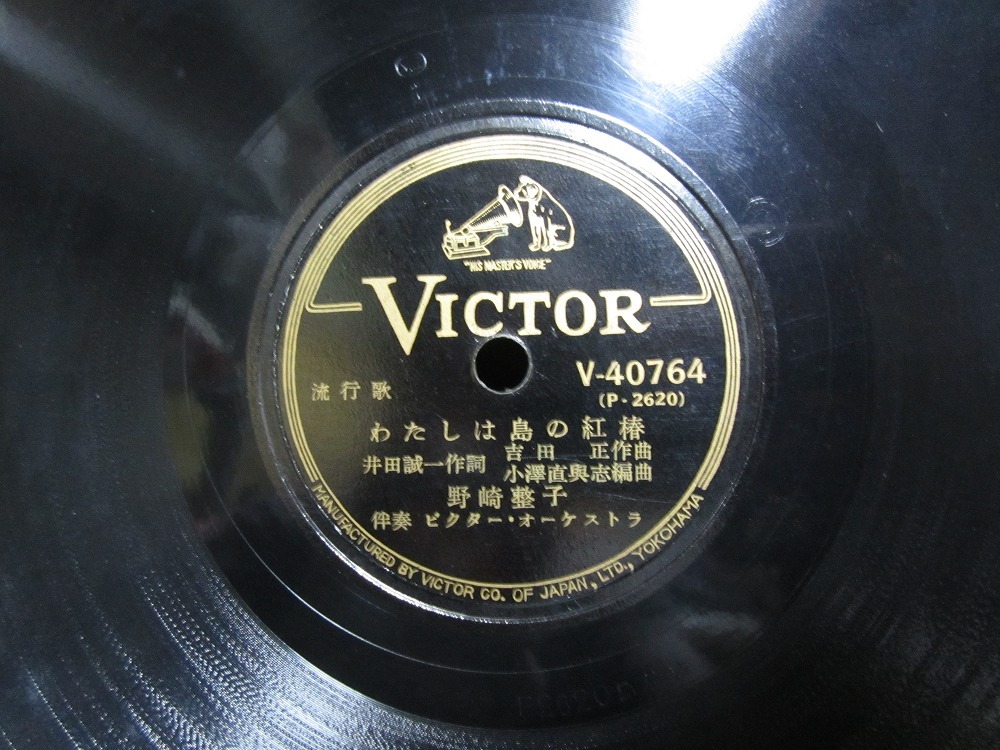 "HIS MASTER'S VOICE"
VICTOR
V-40764
(P-2620)
流行歌
わたしは島の紅椿
井田誠一作詞
吉田 正作曲
小澤直與志編曲
野崎整子
伴奏 ビクター・オーケストラ
MANUFACTURED BY VICTOR CO. OF JAPAN, LTD., YOKOHAMA